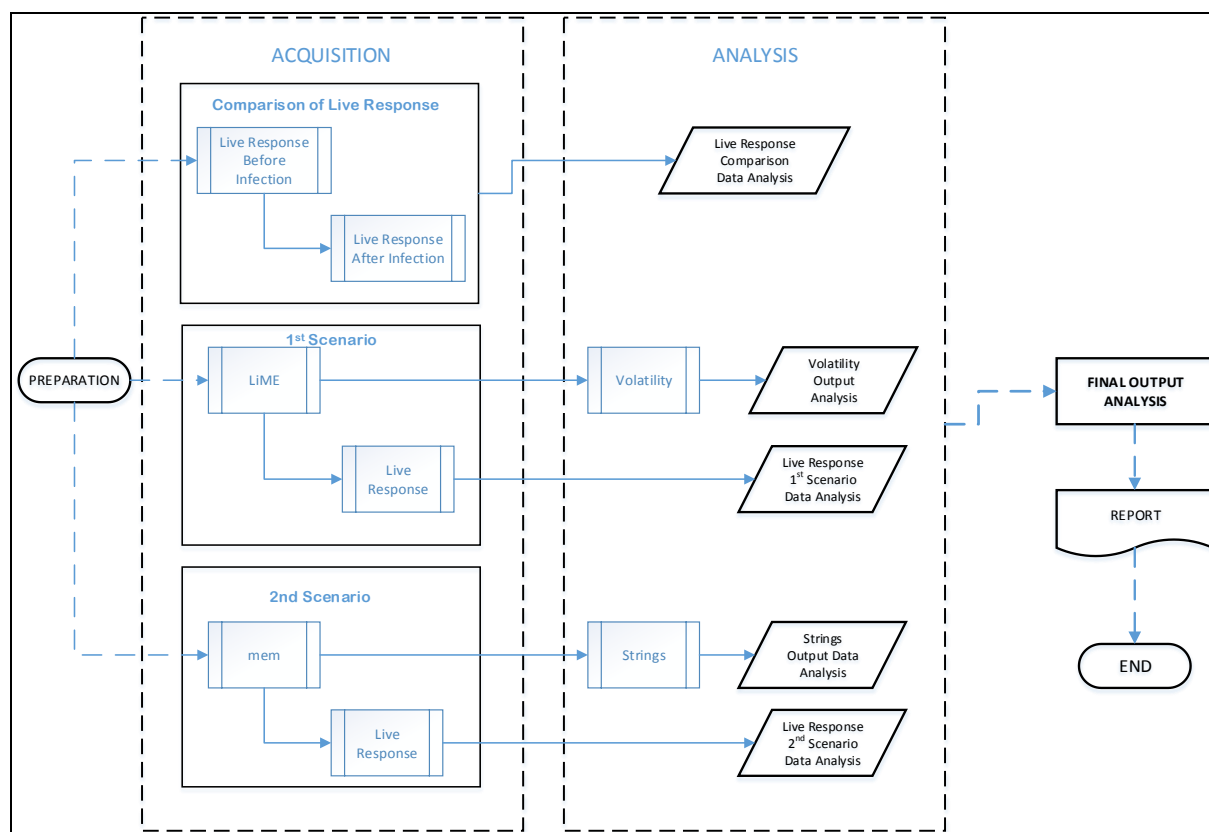 ACQUISITION
Comparison of Live Response
Live Response
Before
Infection
Live Response
After Infection
1st Scenario
LiME
Live
Response
2nd Scenario
mem
Live
Response
PREPARATION
ANALYSIS
Live Response
Comparison
Data Analysis
Volatility
Volatility
Output
Analysis
Live Response
1st Scenario
Data Analysis
Strings
Strings
Output Data
Analysis
Live Response
2nd Scenario
Data Analysis
FINAL OUTPUT
ANALYSIS
REPORT
END